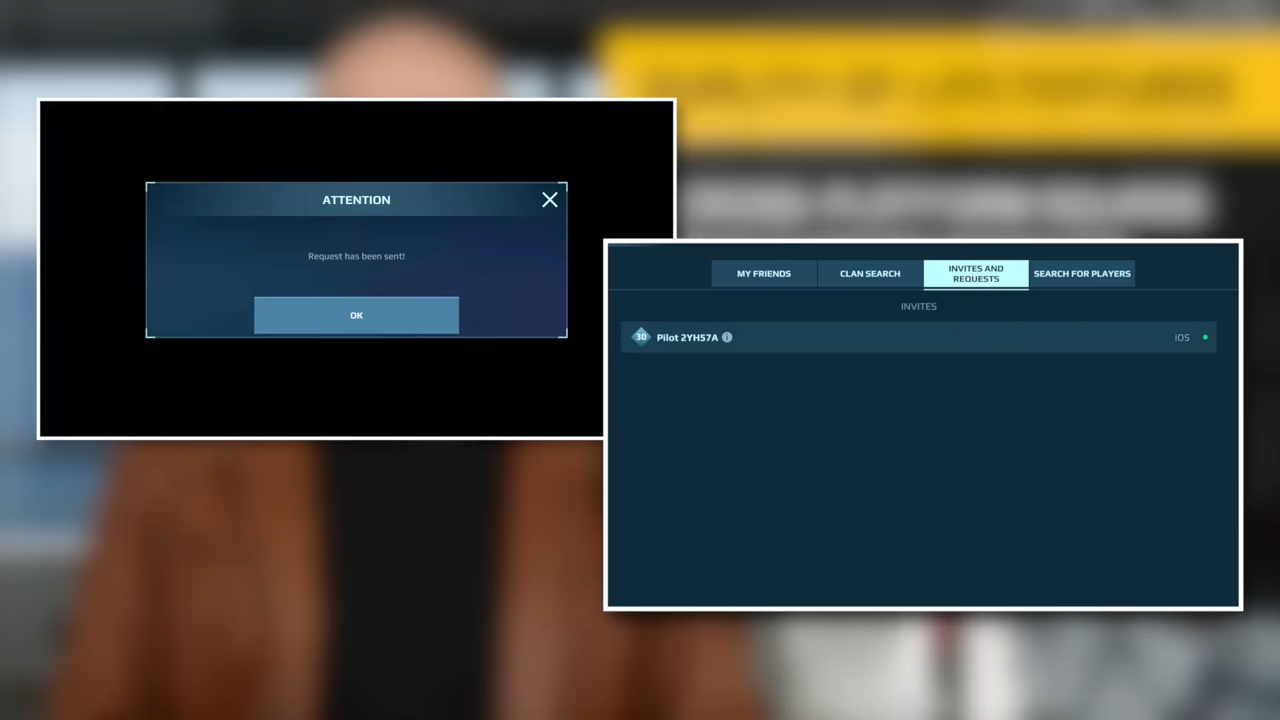 ATTENTION
Request has been sent!
OK
MY FRIENDS
CLAN SEARCH
INVITES AND
REQUESTS
SEARCH FOR PLAYERS
INVITES
30 Pilot 2YH57A
iOS